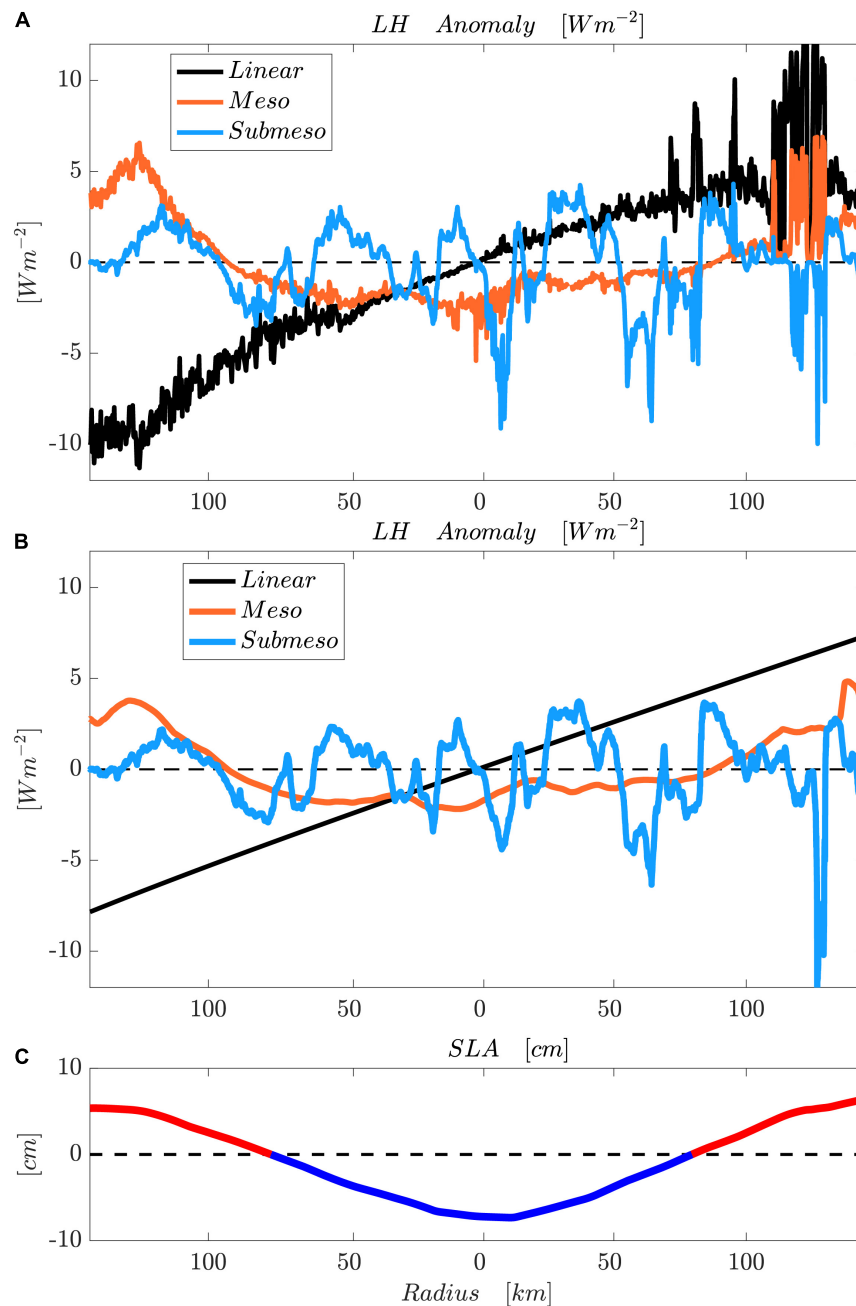 A
LH Anomaly [Wm⁻²]
Linear
Meso
Submeso
10
5
0
-5
-10
[Wm⁻²]
100 50 0 50 100
B
LH Anomaly [Wm⁻²]
Linear
Meso
Submeso
10
5
0
-5
-10
[Wm⁻²]
100 50 0 50 100
C
SLA [cm]
10
0
-10
[cm]
100 50 0 50 100
Radius [km]